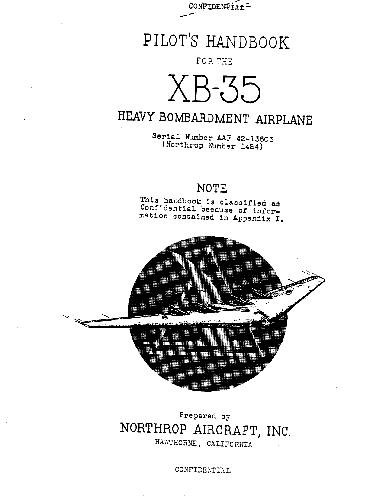 CONFIDENTIAL
PILOT'S HANDBOOK
FOR THE
XB-35
HEAVY BOMBARDMENT AIRPLANE
Serial Number AAF 42-13603
(Northrop Number 1484)
NOTE
This handbook is classified as
Confidential because of infor-
mation contained in Appendix I.
Prepared by
NORTHROP AIRCRAFT, INC.
HAWTHORNE, CALIFORNIA
CONFIDENTIAL